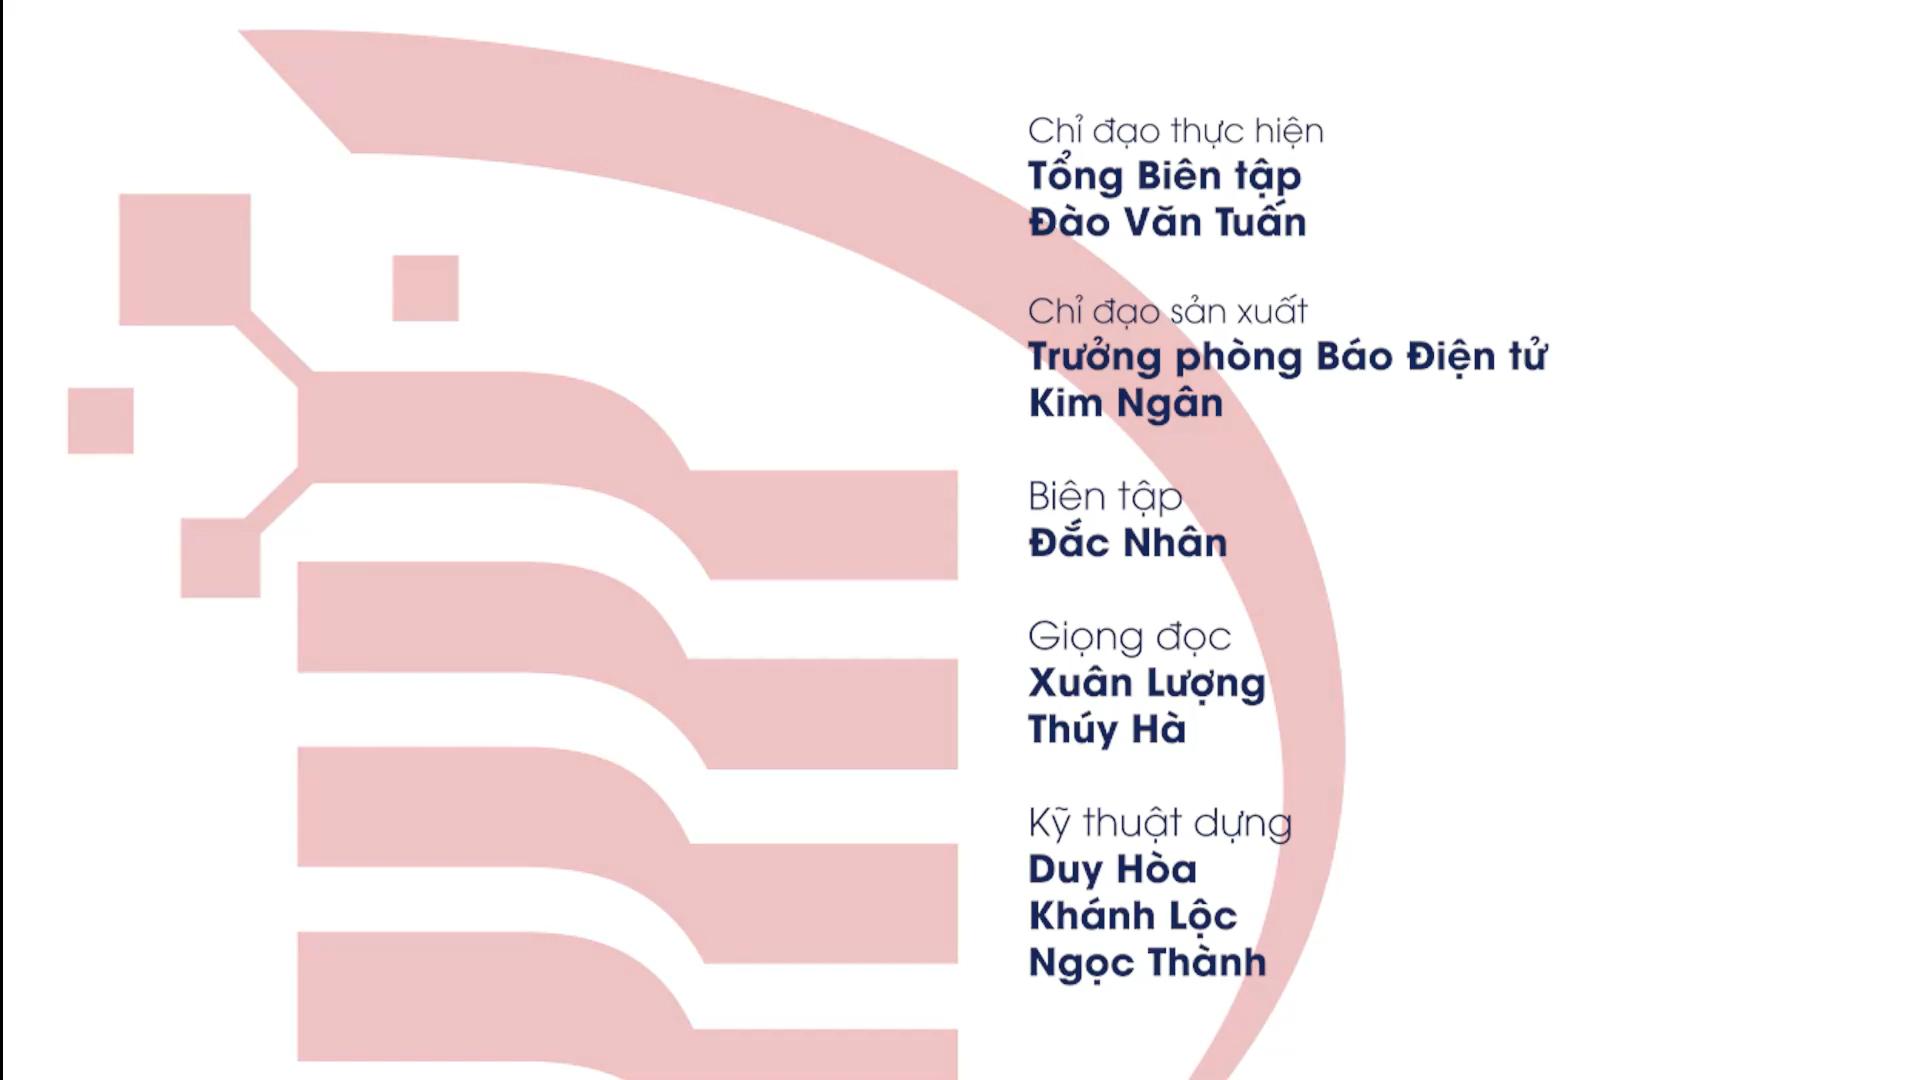 Chỉ đạo thực hiện
Tổng Biên tập
Đào Văn Tuấn
Chỉ đạo sản xuất
Trưởng phòng Báo Điện tử
Kim Ngân
Biên tập
Đắc Nhân
Giọng đọc
Xuân Lượng
Thúy Hà
Kỹ thuật dựng
Duy Hòa
Khánh Lộc
Ngọc Thành